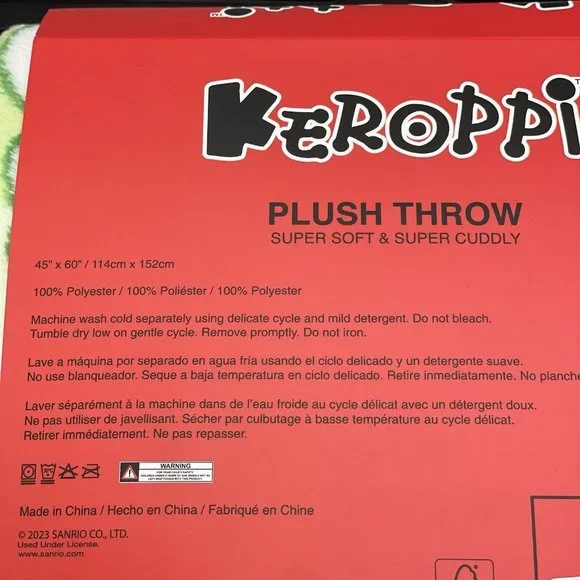 KEROPPI
PLUSH THROW
SUPER SOFT & SUPER CUDDLY
45" x 60" / 114cm x 152cm
100% Polyester / 100% Poliéster / 100% Polyester
Machine wash cold separately using delicate cycle and mild detergent. Do not bleach.
Tumble dry low on gentle cycle. Remove promptly. Do not iron.
Lave a máquina por separado en agua fría usando el ciclo delicado y un detergente suave.
No use blanqueador. Seque a baja temperatura en ciclo delicado. Retire inmediatamente. No planche
Laver séparément à la machine dans de l'eau froide au cycle délicat avec un détergent doux.
Ne pas utiliser de javellisant. Sécher par culbutage à basse température au cycle délicat.
Retirer immédiatement. Ne pas repasser.
WARNING
FOR YOUR CHILD'S SAFETY:
Made in China / Hecho en China / Fabriqué en Chine
© 2023 SANRIO CO., LTD.
Used Under License.
www.sanrio.com